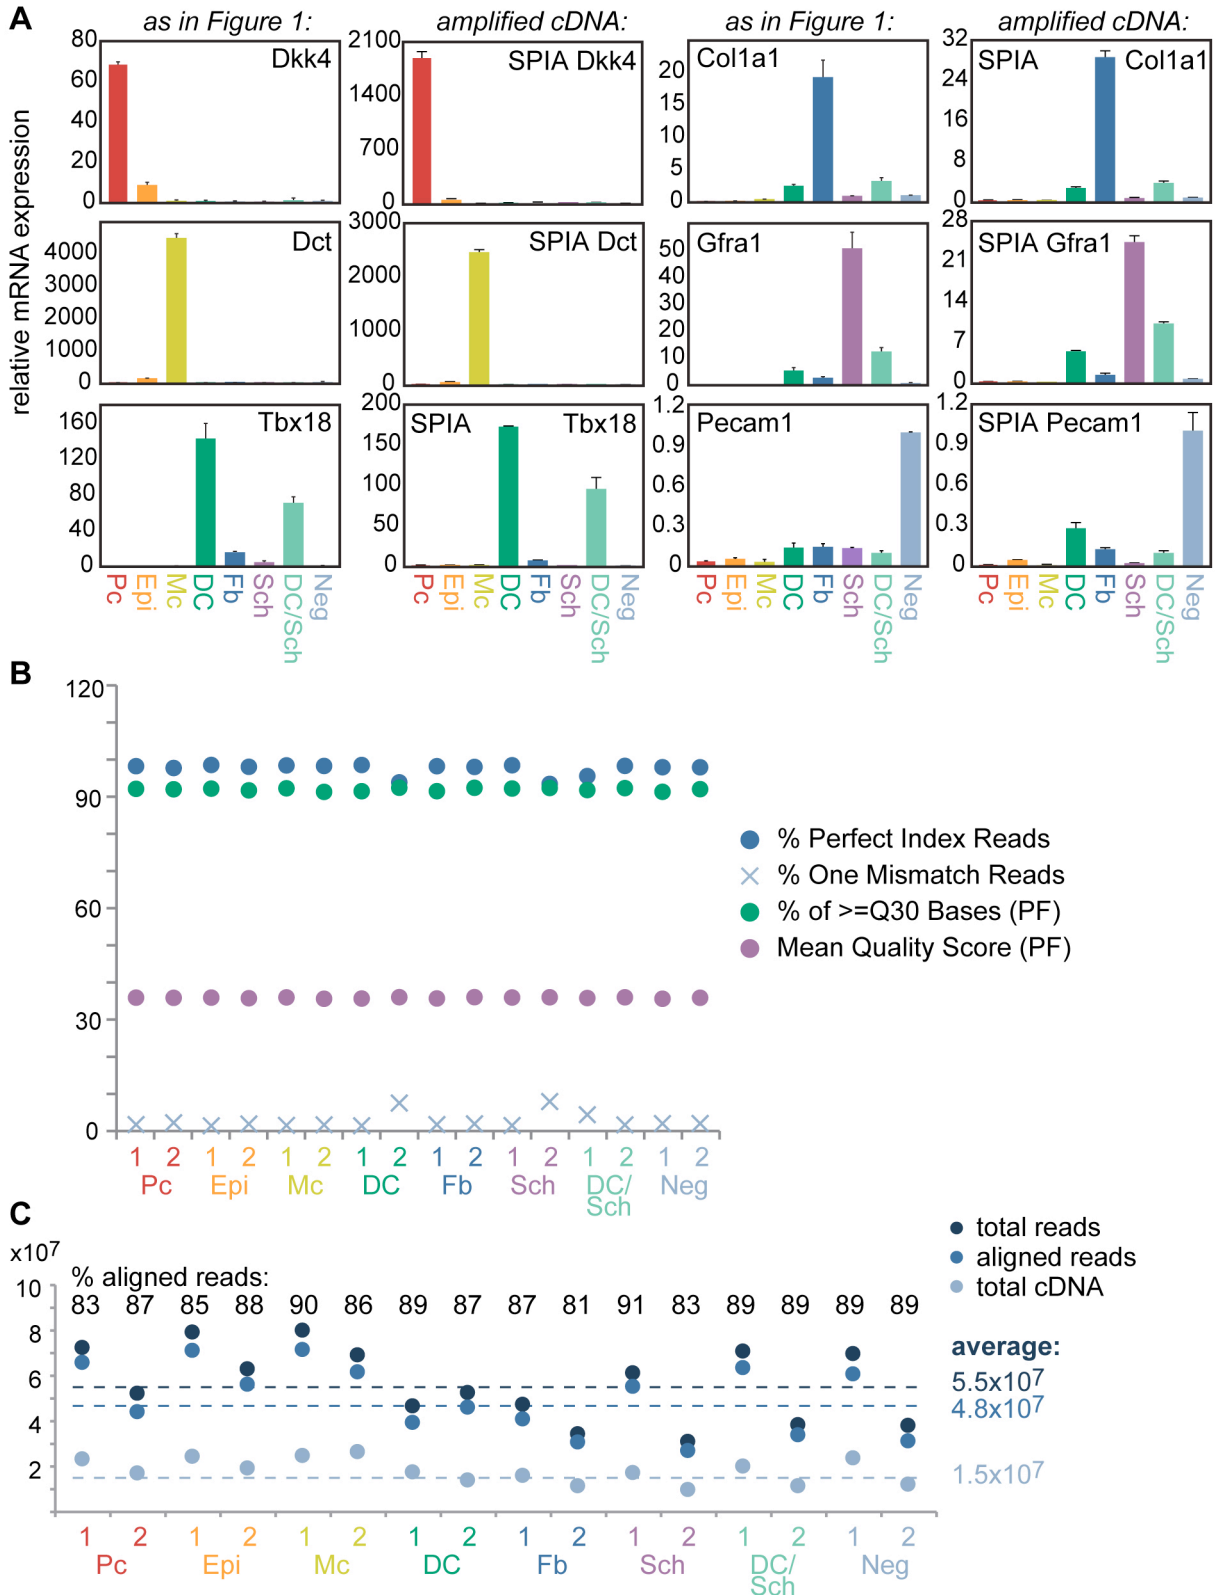 A
as in Figure 1:
amplified cDNA:
as in Figure 1:
amplified cDNA:
relative mRNA expression
80
60
40
20
0
Dkk4
2100
1400
700
0
SPIA Dkk4
20
15
10
5
0
Col1a1
32
24
16
8
0
SPIA Col1a1
4000
3000
2000
1000
0
Dct
3000
2000
1000
0
SPIA Dct
50
40
30
20
10
0
Gfra1
28
21
14
7
0
SPIA Gfra1
160
120
80
40
0
Tbx18
200
150
100
50
0
SPIA Tbx18
1.2
0.9
0.6
0.3
0
Pecam1
1.2
0.9
0.6
0.3
0
SPIA Pecam1
Pc Epi Mc DC Fb Sch DC/Sch Neg
Pc Epi Mc DC Fb Sch DC/Sch Neg
Pc Epi Mc DC Fb Sch DC/Sch Neg
Pc Epi Mc DC Fb Sch DC/Sch Neg
B
120
90
60
30
0
% Perfect Index Reads
% One Mismatch Reads
% of >=Q30 Bases (PF)
Mean Quality Score (PF)
1 2 1 2 1 2 1 2 1 2 1 2 1 2 1 2
Pc Epi Mc DC Fb Sch DC/ Neg
Sch
C
x10⁷
total reads
aligned reads
total cDNA
% aligned reads:
10
8
6
4
2
83 87 85 88 90 86 89 87 87 81 91 83 89 89 89 89
average:
5.5x10⁷
4.8x10⁷
1.5x10⁷
1 2 1 2 1 2 1 2 1 2 1 2 1 2 1 2
Pc Epi Mc DC Fb Sch DC/ Neg
Sch